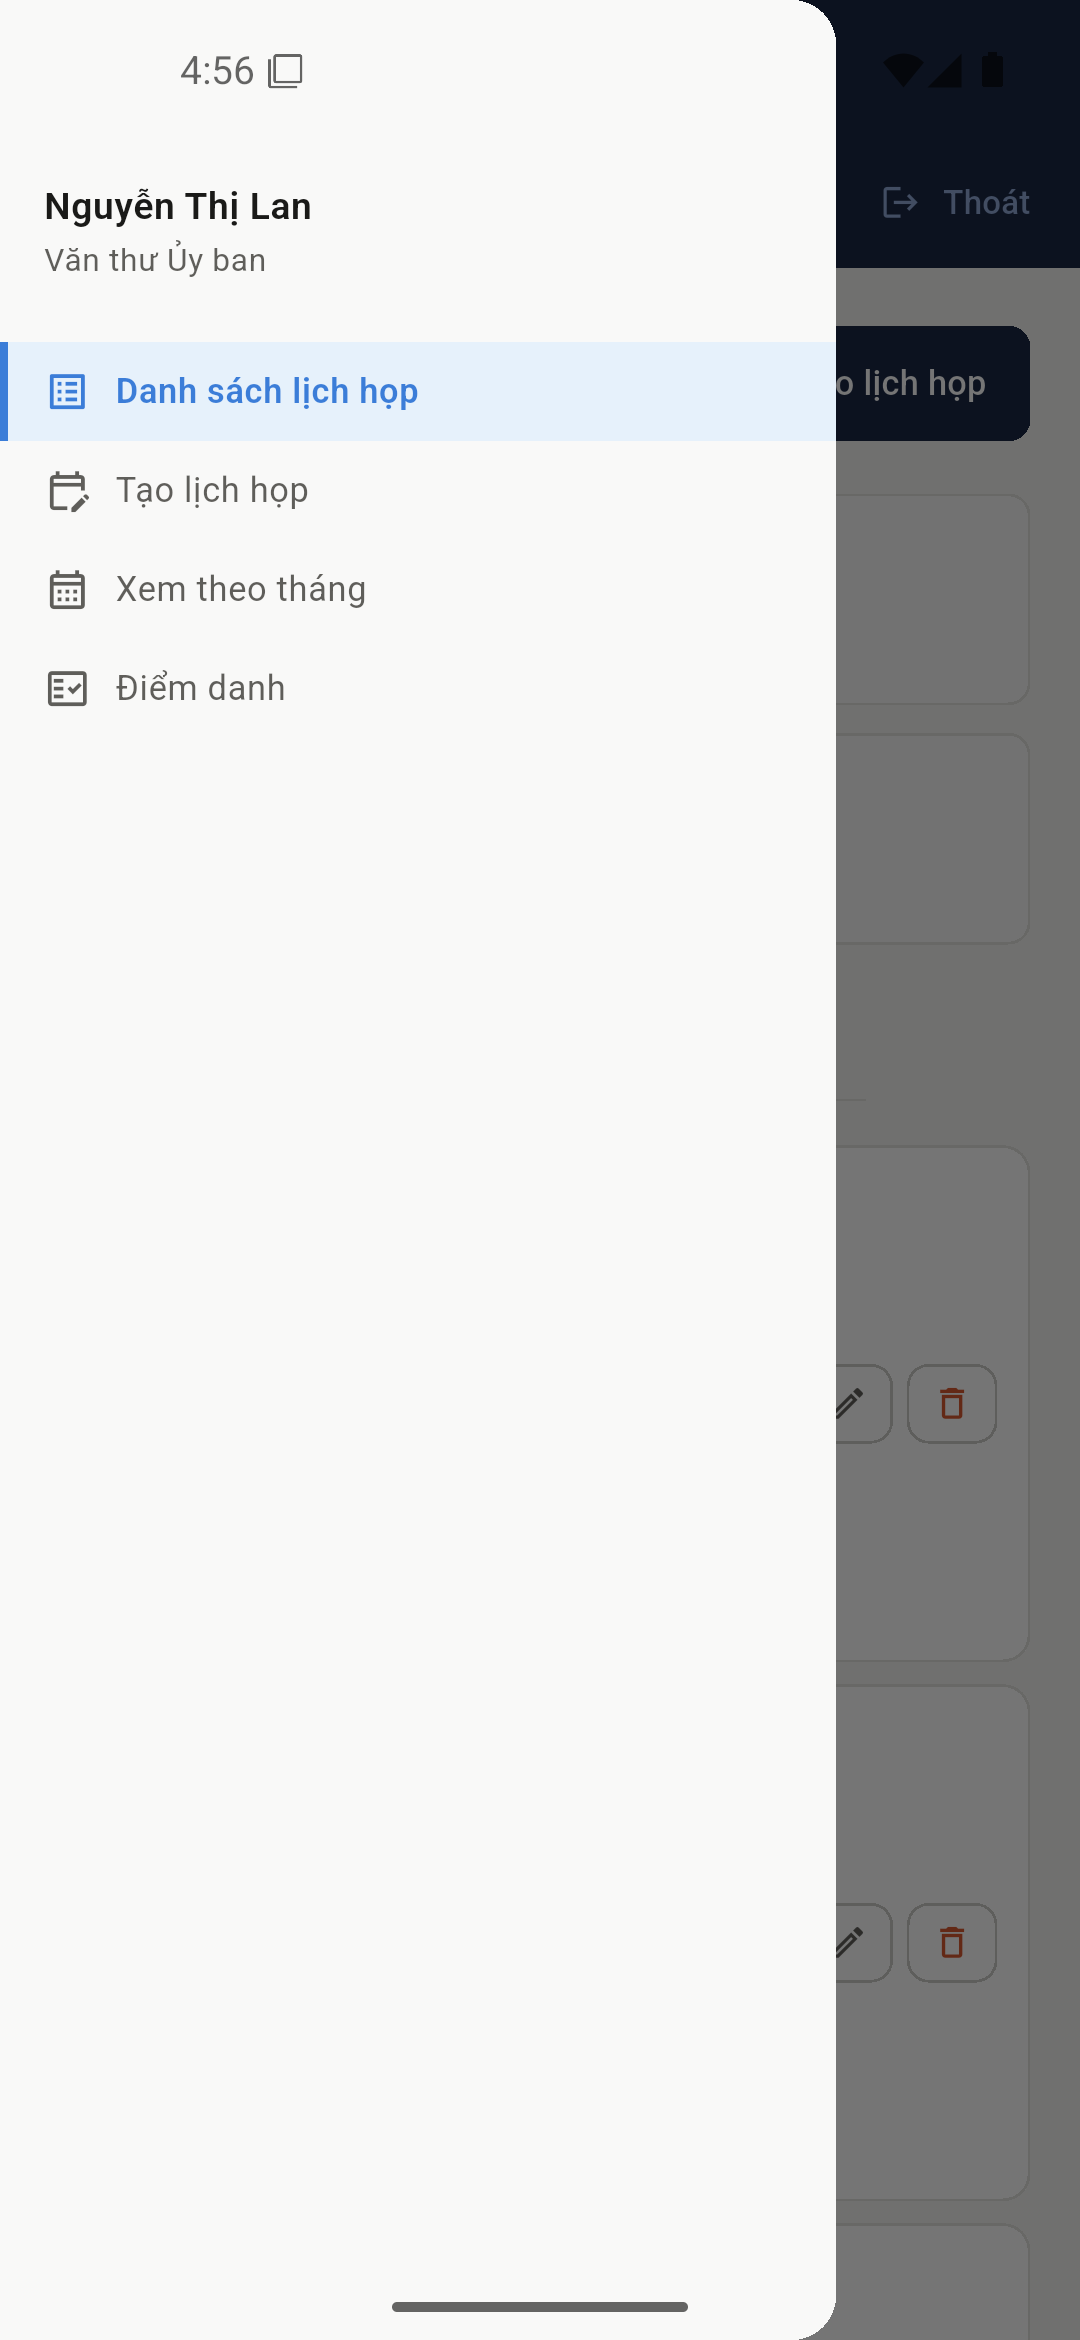 4:56
Nguyễn Thị Lan
Văn thư Ủy ban
Thoát
Danh sách lịch họp
o lịch họp
Tạo lịch họp
Xem theo tháng
Điểm danh